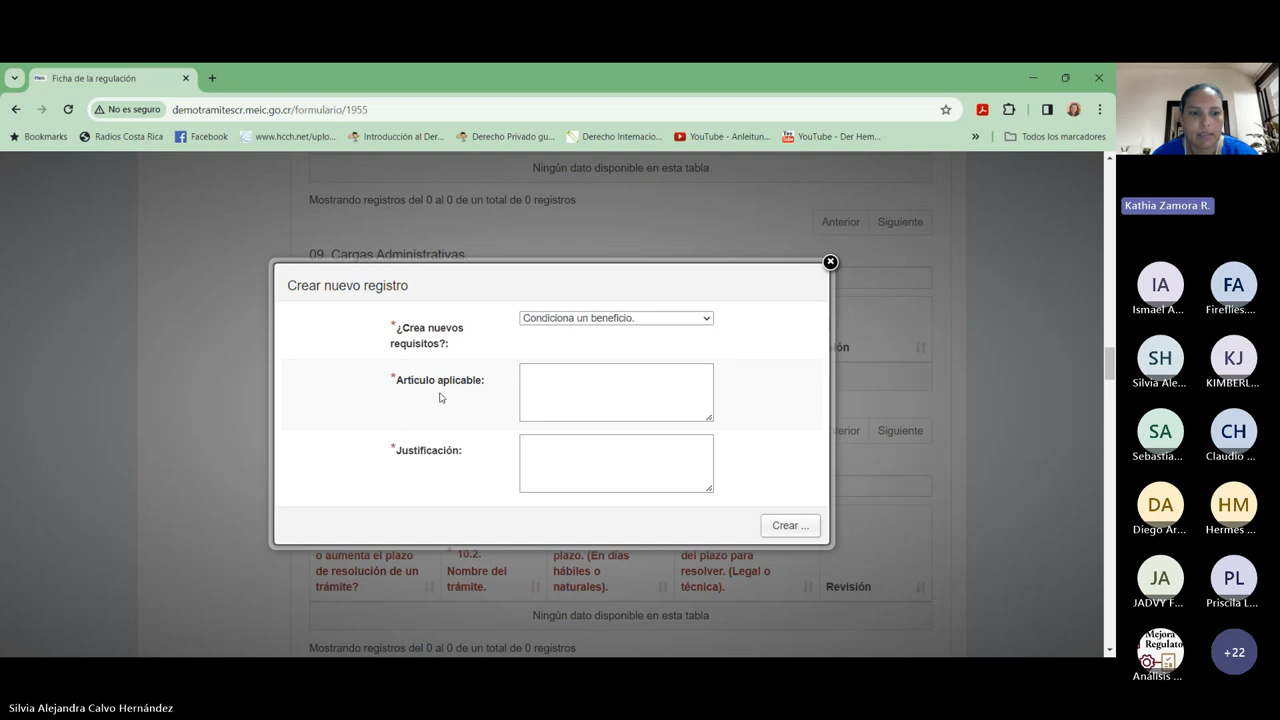 Ficha de la regulación
No es seguro
demotramitescr.meic.go.cr/formulario/1955
Bookmarks
Radios Costa Rica
Facebook
www.hcch.net/uplo...
Introducción al Der...
Derecho Privado gu...
Derecho Internacio...
YouTube - Anleitun...
YouTube - Der Hem...
»
Todos los marcadores
Ningún dato disponible en esta tabla
Mostrando registros del 0 al 0 de un total de 0 registros
Anterior
Siguiente
09. Cargas Administrativas
Crear nuevo registro
*¿Crea nuevos
requisitos?:
Condiciona un beneficio.
*Artículo aplicable:
*Justificación:
Crear ...
Siguiente
o aumenta el plazo
de resolución de un
trámite?
* 10.2.
Nombre del
trámite.
plazo. (En días
hábiles o
naturales).
del plazo para
resolver. (Legal o
técnica).
Revisión
Ningún dato disponible en esta tabla
Mostrando registros del 0 al 0 de un total de 0 registros
Kathia Zamora R.
IA
Ismael A...
FA
Fireflies...
SH
Silvia Ale...
KJ
KIMBERL...
SA
Sebastia...
CH
Claudio ...
DA
Diego Ar...
HM
Hermes ...
JA
JADVY F...
PL
Priscila L...
Mejora
Regulato
Análisis ...
+22
Silvia Alejandra Calvo Hernández